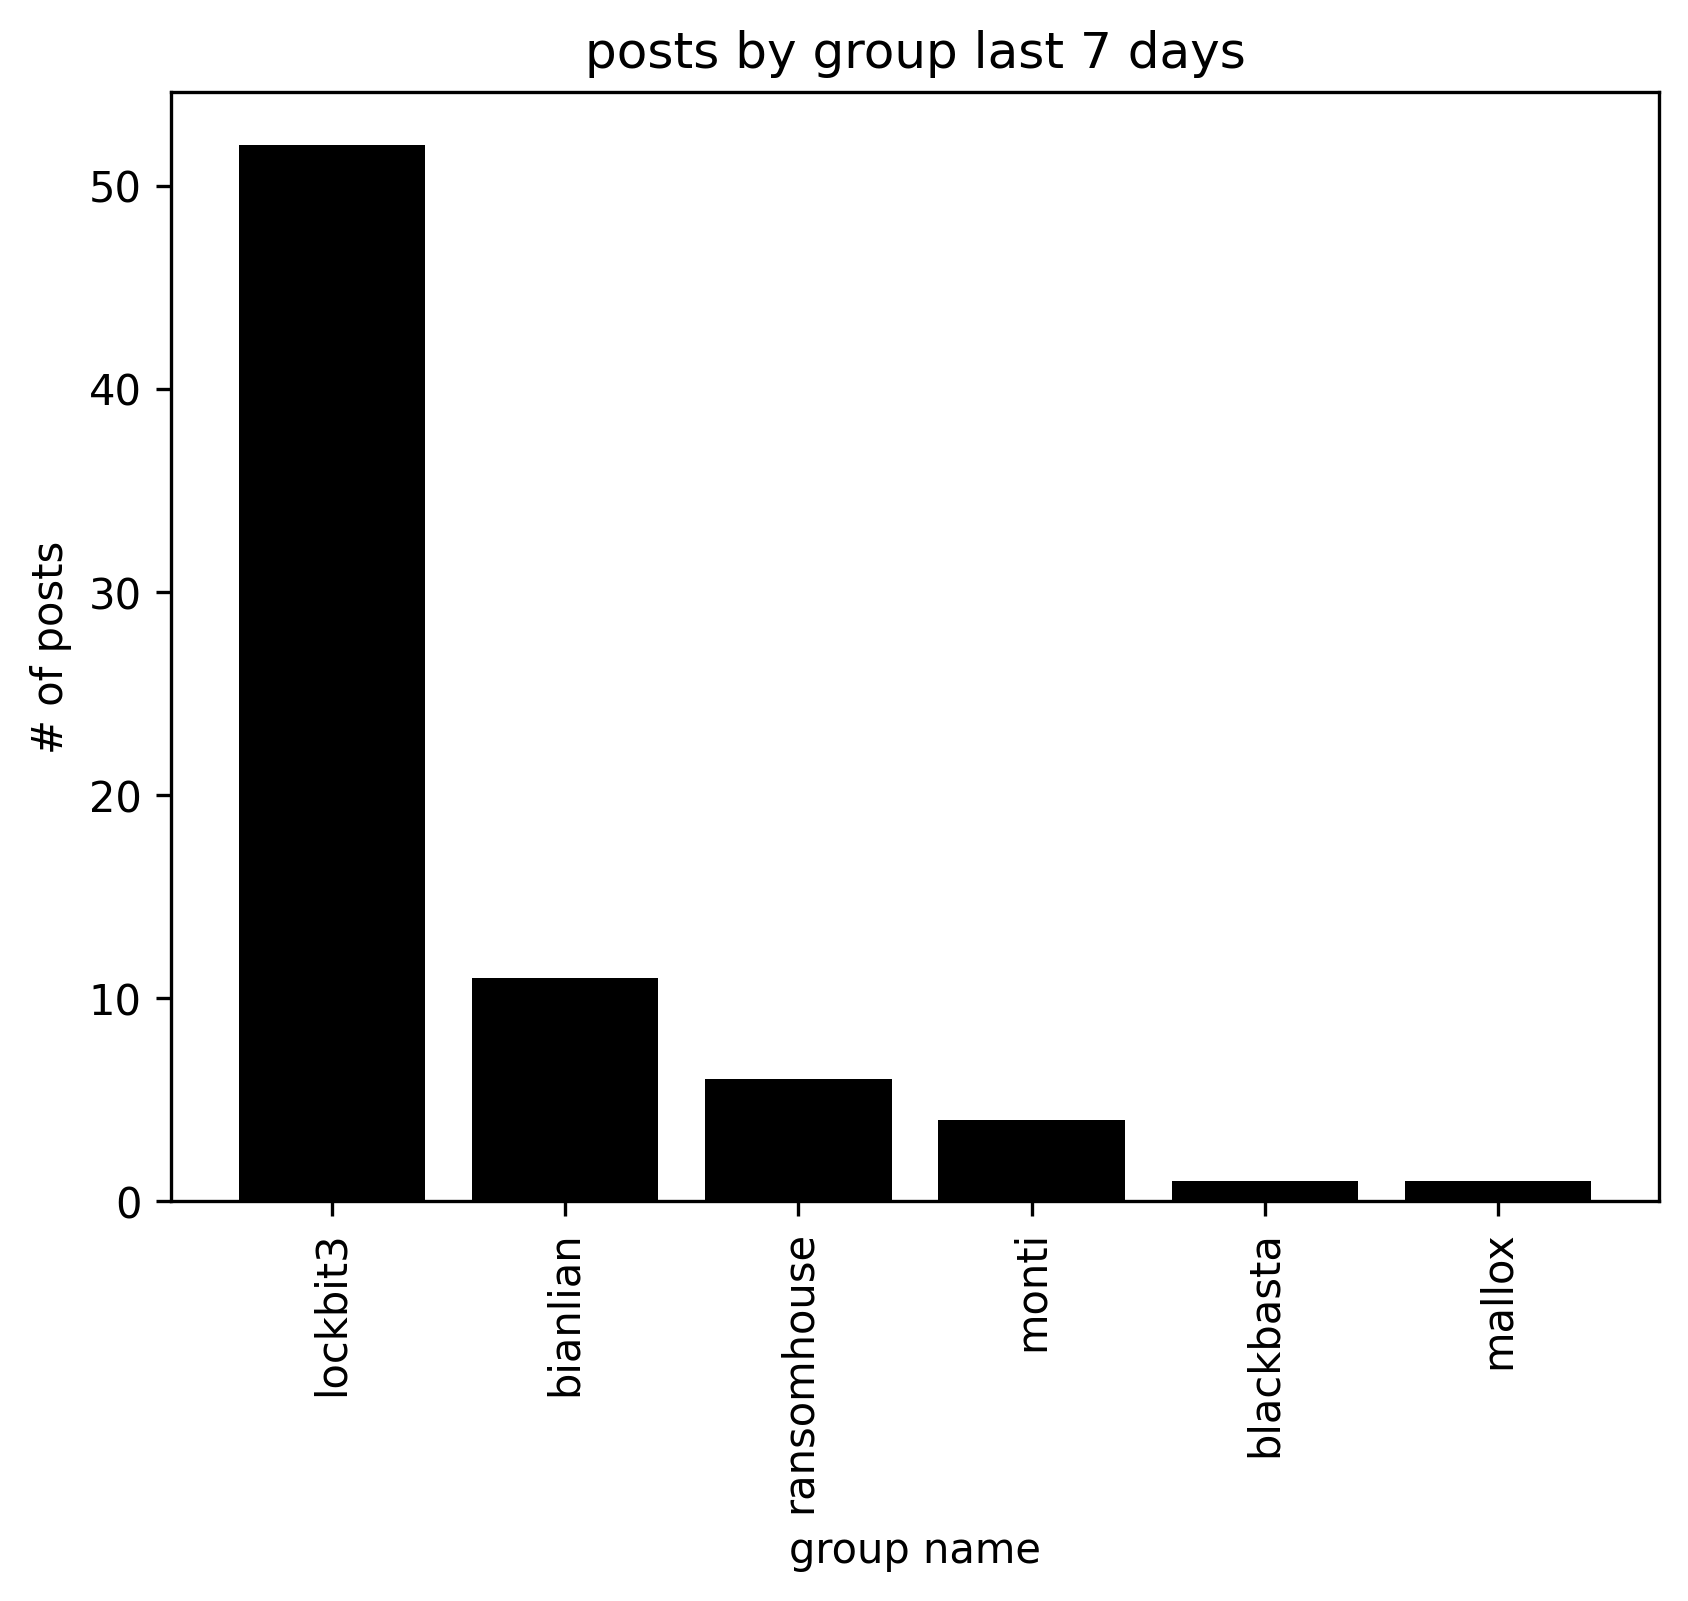 posts by group last 7 days
# of posts
50
40
30
20
10
0
lockbit3
bianlian
ransomhouse
monti
blackbasta
mallox
group name